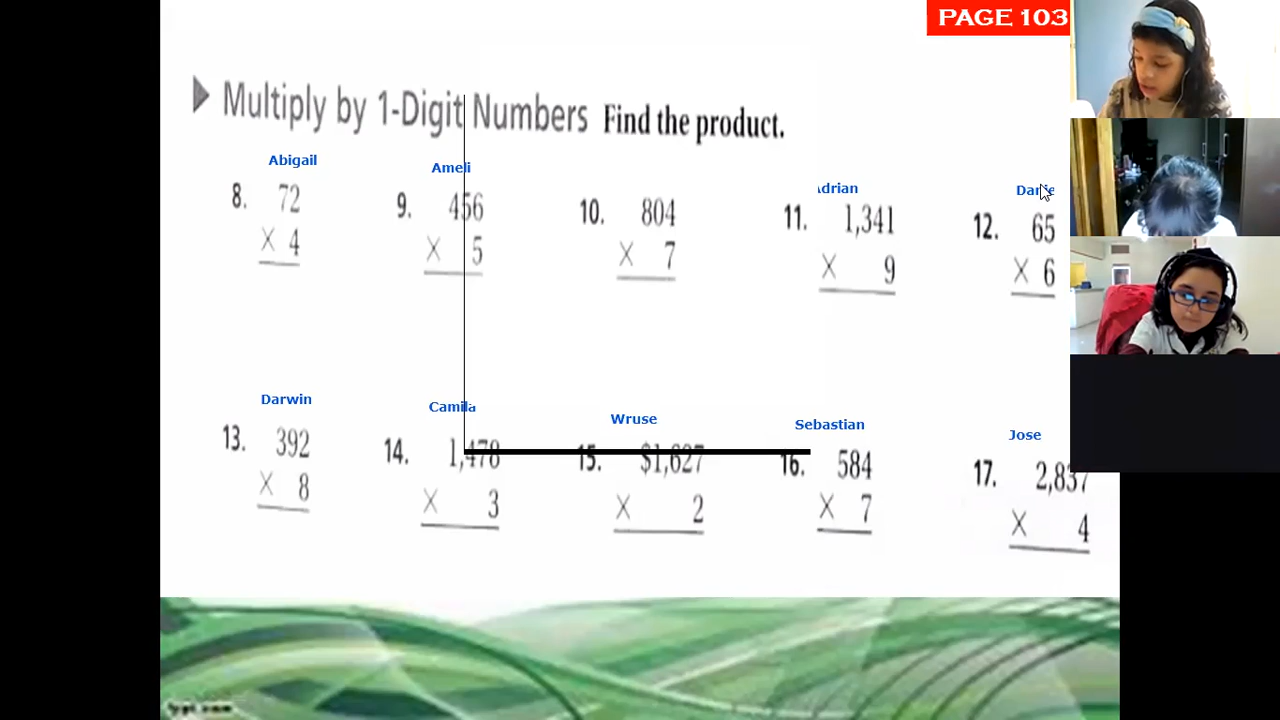 PAGE 103
Multiply by 1-Digit Numbers Find the product.
Abigail
Ameli
Adrian
8. 72
9. 456
10. 804
11. 1,341
12. 65
X 4
X 5
X 7
X 9
X 6
Darwin
Camila
Wruse
Sebastian
Jose
13. 392
14. 1,478
15. $1,627
16. 584
17. 2,837
X 8
X 3
X 2
X 7
X 4